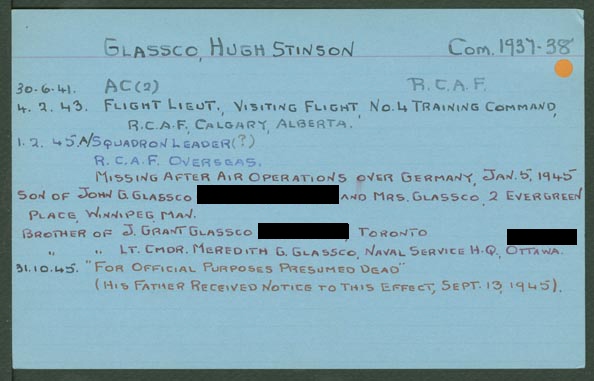 GLASSCO, HUGH STINSON COM. 1937-38
30.6.41. AC(2) R.C.A.F.
4.2.43. FLIGHT LIEUT., VISITING FLIGHT, NO.4 TRAINING COMMAND,
R.C.A.F., CALGARY, ALBERTA.
1.2.45. A/SQUADRON LEADER(?)
R.C.A.F. OVERSEAS.
MISSING AFTER AIR OPERATIONS OVER GERMANY, JAN. 5, 1945
SON OF JOHN G. GLASSCO AND MRS. GLASSCO, 2 EVERGREEN
PLACE, WINNIPEG, MAN.
BROTHER OF J. GRANT GLASSCO , TORONTO
" " LT. CMDR. MEREDITH G. GLASSCO, NAVAL SERVICE H.Q., OTTAWA.
31.10.45. "FOR OFFICIAL PURPOSES PRESUMED DEAD"
(HIS FATHER RECEIVED NOTICE TO THIS EFFECT, SEPT. 13, 1945).